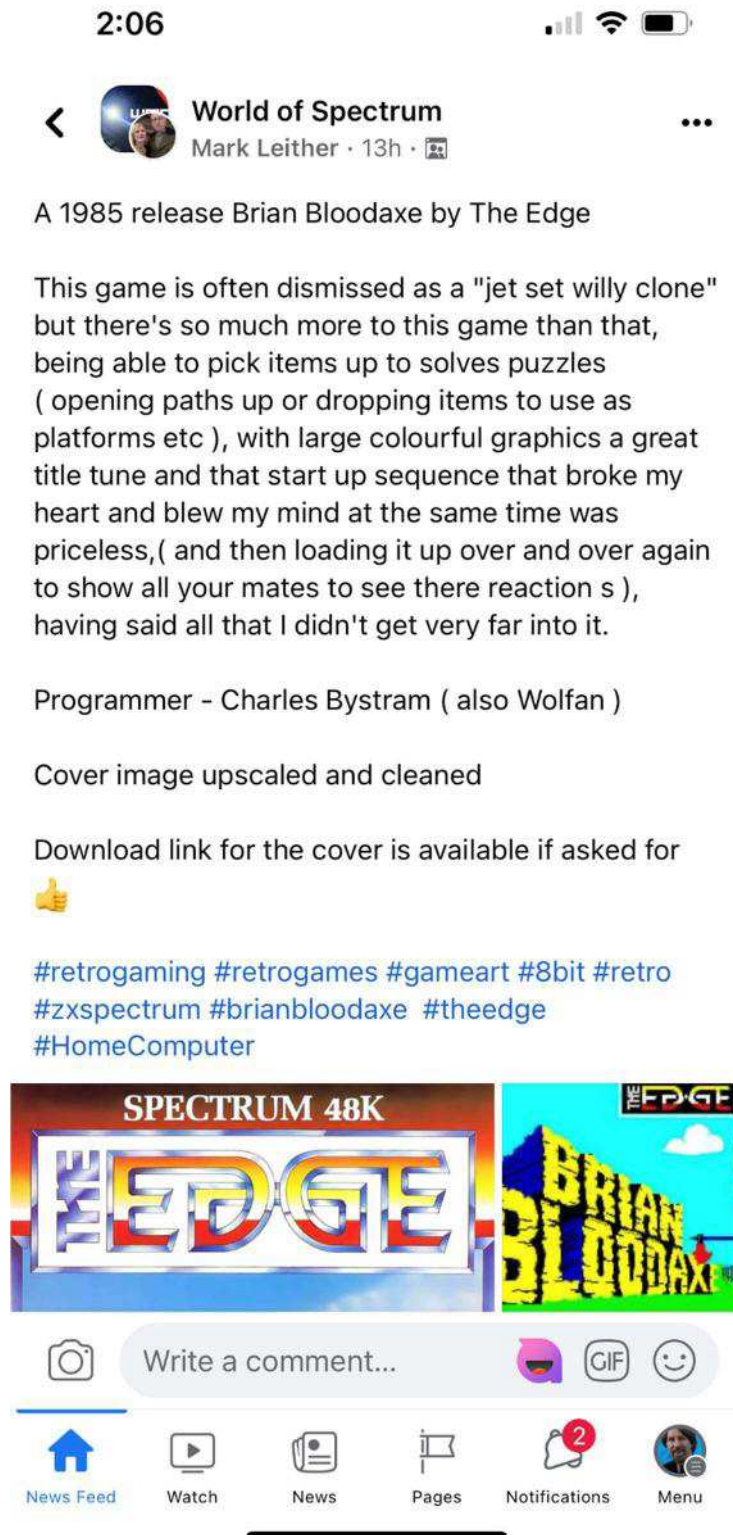 2:06
World of Spectrum
Mark Leither · 13h ·
A 1985 release Brian Bloodaxe by The Edge
This game is often dismissed as a "jet set willy clone"
but there's so much more to this game than that,
being able to pick items up to solves puzzles
( opening paths up or dropping items to use as
platforms etc ), with large colourful graphics a great
title tune and that start up sequence that broke my
heart and blew my mind at the same time was
priceless,( and then loading it up over and over again
to show all your mates to see there reaction s ),
having said all that I didn't get very far into it.
Programmer - Charles Bystram ( also Wolfan )
Cover image upscaled and cleaned
Download link for the cover is available if asked for
👍
#retrogaming #retrogames #gameart #8bit #retro
#zxspectrum #brianbloodaxe #theedge
#HomeComputer
SPECTRUM 48K
THE EDGE
THE EDGE
BRIAN
BLOODAXE
Write a comment...
GIF
2
News Feed
Watch
News
Pages
Notifications
Menu